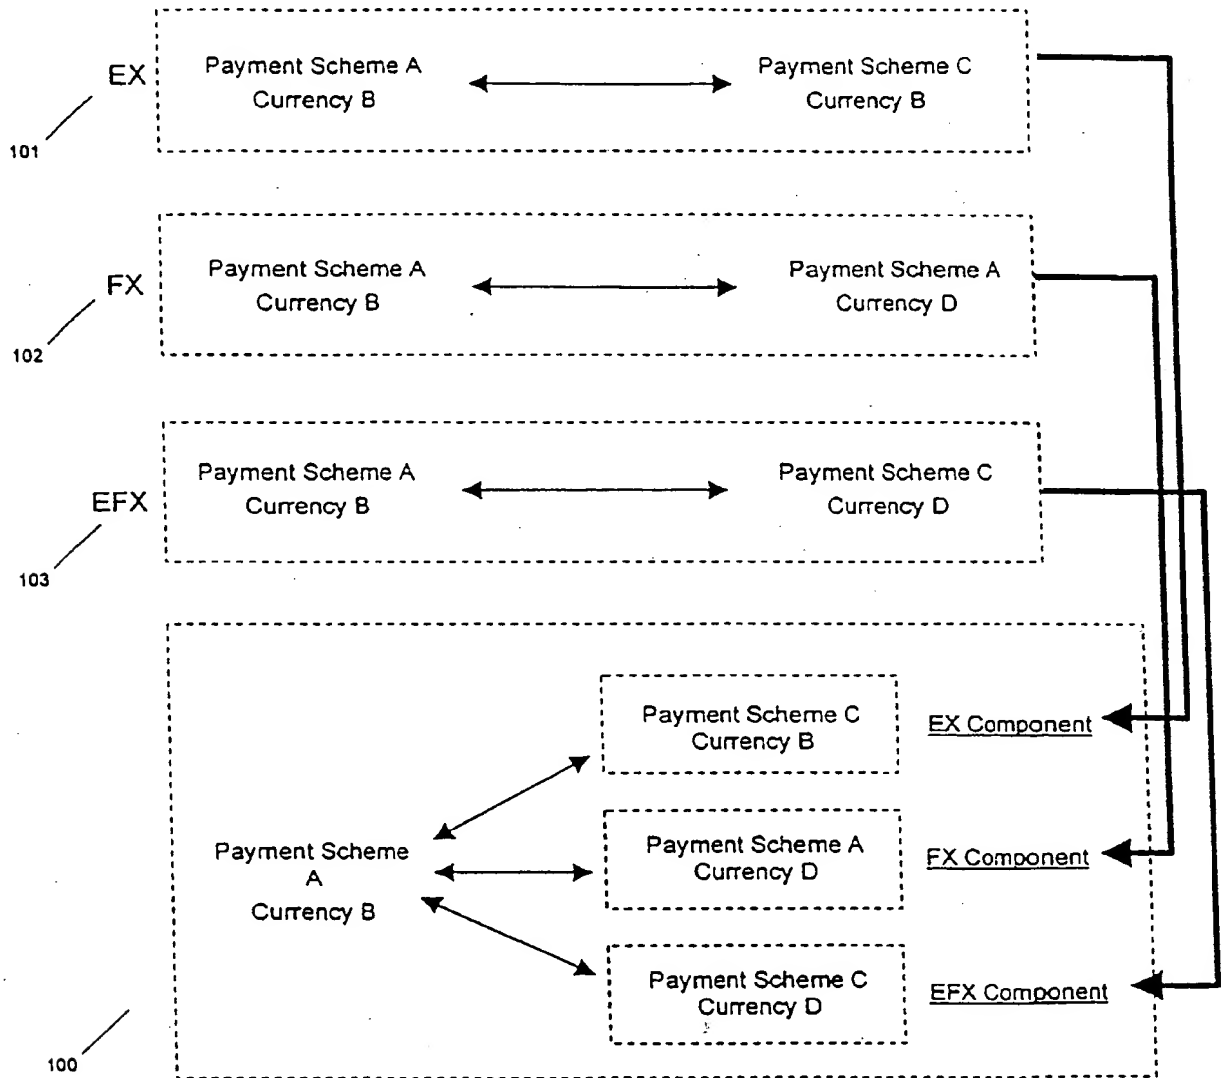 EX
Payment Scheme A
Currency B
Payment Scheme C
Currency B
101
FX
Payment Scheme A
Currency B
Payment Scheme A
Currency D
102
EFX
Payment Scheme A
Currency B
Payment Scheme C
Currency D
103
Payment Scheme C
Currency B
EX Component
Payment Scheme
A
Currency B
Payment Scheme A
Currency D
FX Component
Payment Scheme C
Currency D
EFX Component
100